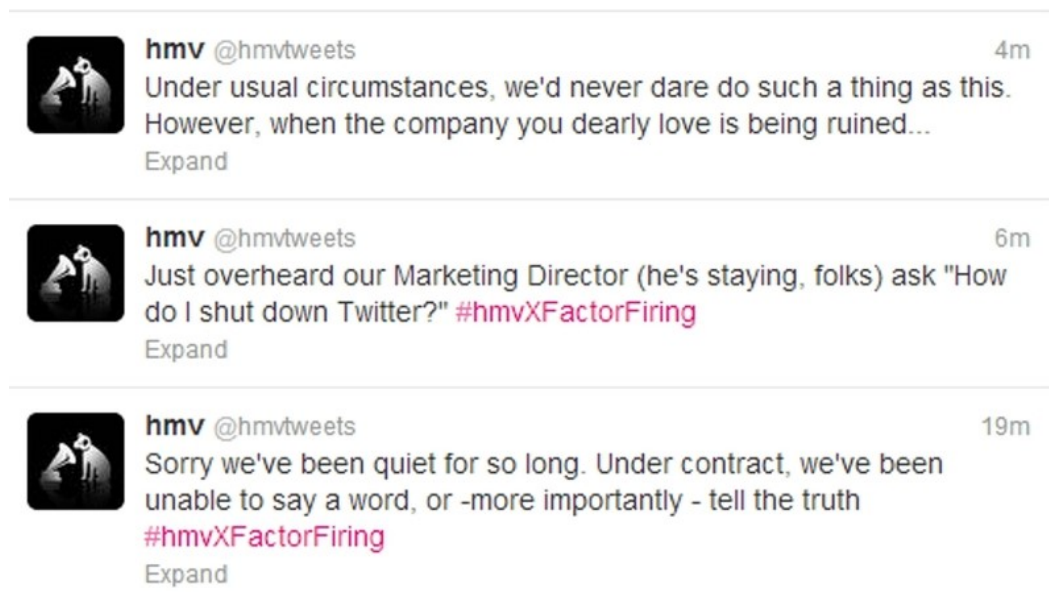 hmv @hmvtweets 4m
Under usual circumstances, we'd never dare do such a thing as this.
However, when the company you dearly love is being ruined...
Expand
hmv @hmvtweets 6m
Just overheard our Marketing Director (he's staying, folks) ask "How
do I shut down Twitter?" #hmvXFactorFiring
Expand
hmv @hmvtweets 19m
Sorry we've been quiet for so long. Under contract, we've been
unable to say a word, or -more importantly - tell the truth
#hmvXFactorFiring
Expand